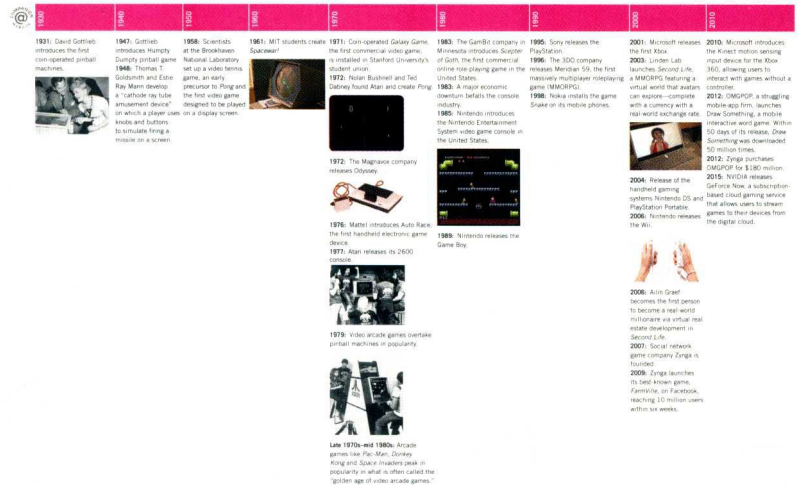 COMPANION
@
WEBSITE
1930
1940
1950
1960
1970
1980
1990
2000
2010
1931: David Gottlieb
introduces the first
coin-operated pinball
machines.
1947: Gottlieb
introduces Humpty
Dumpty pinball game
1948: Thomas T.
Goldsmith and Estle
Ray Mann develop
a "cathode ray tube
amusement device"
on which a player uses
knobs and buttons
to simulate firing a
missile on a screen.
1958: Scientists
at the Brookhaven
National Laboratory
set up a video tennis
game, an early
precursor to Pong and
the first video game
designed to be played
on a display screen.
1961: MIT students create
Spacewar!
1971: Coin-operated Galaxy Game,
the first commercial video game,
is installed in Stanford University's
student union.
1972: Nolan Bushnell and Ted
Dabney found Atari and create Pong.
1972: The Magnavox company
releases Odyssey.
1976: Mattel introduces Auto Race,
the first handheld electronic game
device.
1977: Atari releases its 2600
console.
1979: Video arcade games overtake
pinball machines in popularity.
Late 1970s–mid 1980s: Arcade
games like Pac-Man, Donkey
Kong and Space Invaders peak in
popularity in what is often called the
"golden age of video arcade games."
1983: The GamBit company in
Minnesota introduces Scepter
of Goth, the first commercial
online role-playing game in the
United States.
1983: A major economic
downturn befalls the console
industry.
1985: Nintendo introduces
the Nintendo Entertainment
System video game console in
the United States.
1989: Nintendo releases the
Game Boy.
1995: Sony releases the
PlayStation.
1996: The 3DO company
releases Meridian 59, the first
massively multiplayer roleplaying
game (MMORPG).
1998: Nokia installs the game
Snake on its mobile phones.
2001: Microsoft releases
the first Xbox.
2003: Linden Lab
launches Second Life,
a MMORPG featuring a
virtual world that avatars
can explore—complete
with a currency with a
real-world exchange rate.
2004: Release of the
handheld gaming
systems Nintendo DS and
PlayStation Portable.
2006: Nintendo releases
the Wii.
2006: Ailin Graef
becomes the first person
to become a real-world
millionaire via virtual real
estate development in
Second Life.
2007: Social network
game company Zynga is
founded.
2009: Zynga launches
its best-known game,
FarmVille, on Facebook,
reaching 10 million users
within six weeks.
2010: Microsoft introduces
the Kinect motion sensing
input device for the Xbox
360, allowing users to
interact with games without a
controller.
2012: OMGPOP, a struggling
mobile-app firm, launches
Draw Something, a mobile
interactive word game. Within
50 days of its release, Draw
Something was downloaded
50 million times.
2012: Zynga purchases
OMGPOP for $180 million.
2015: NVIDIA releases
GeForce Now, a subscription-
based cloud gaming service
that allows users to stream
games to their devices from
the digital cloud.